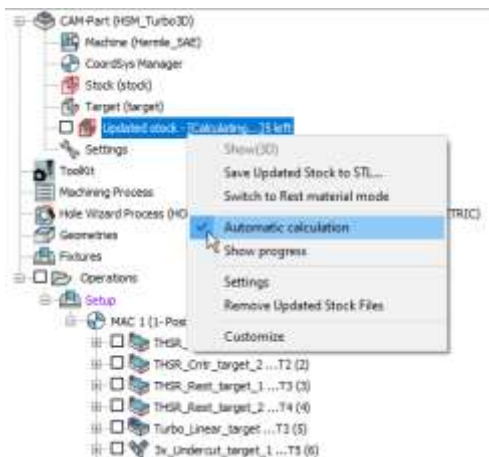 CAM-Part (HSM_Turbo3D)
Machine (Hermle_SAE)
CoordSys Manager
Stock (stock)
Target (target)
Updated stock - [Calculating... 35 left]
Settings
Show(3D)
Save Updated Stock to STL...
Switch to Rest material mode
Automatic calculation
Show progress
Settings
Remove Updated Stock Files
Customize
ToolKit
Machining Process
Hole Wizard Process (HO
TRIC)
Geometries
Fixtures
Operations
Setup
MAC 1 (1-Pos
THSR_
THSR_Cntr_target_2 ...T2 (2)
THSR_Rest_target_1 ...T3 (3)
THSR_Rest_target_2 ...T4 (4)
Turbo_Linear_target ...T1 (5)
3x_Undercut_target_1 ...T5 (6)